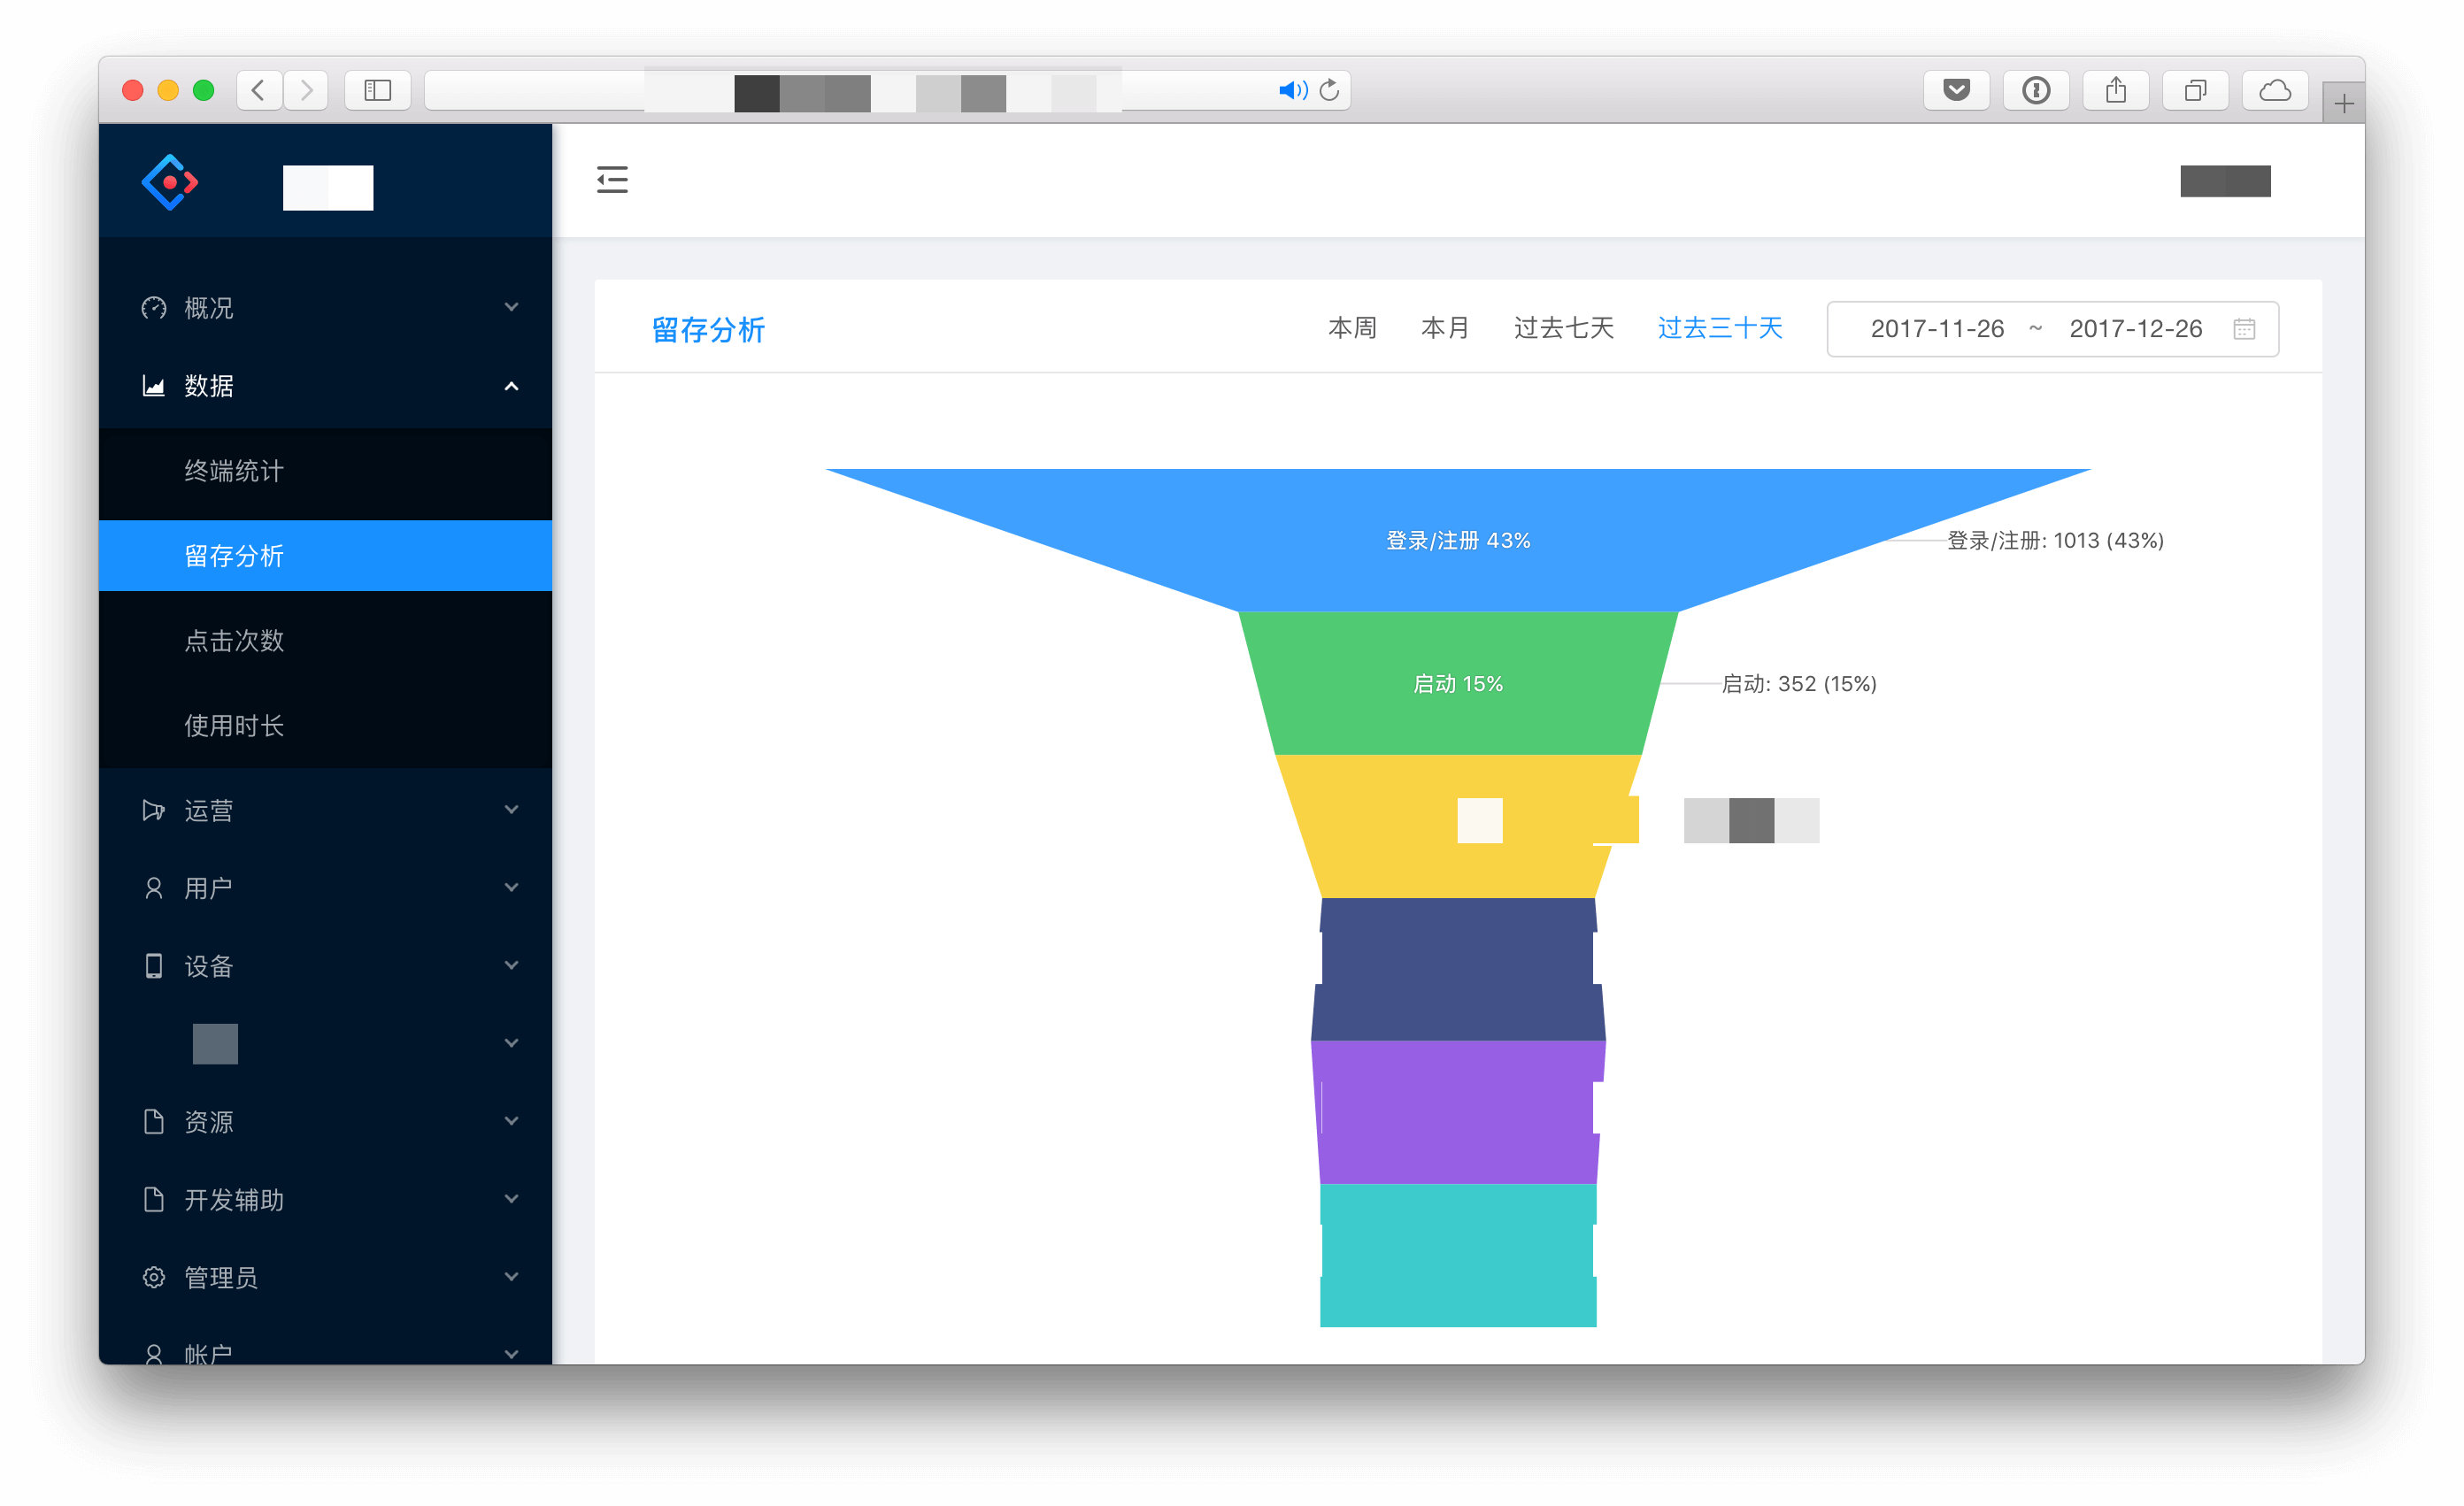 概况
数据
终端统计
留存分析
点击次数
使用时长
运营
用户
设备
资源
开发辅助
管理员
帐户
留存分析
本周 本月 过去七天 过去三十天 2017-11-26 ~ 2017-12-26
登录/注册 43%
登录/注册: 1013 (43%)
启动 15%
启动: 352 (15%)